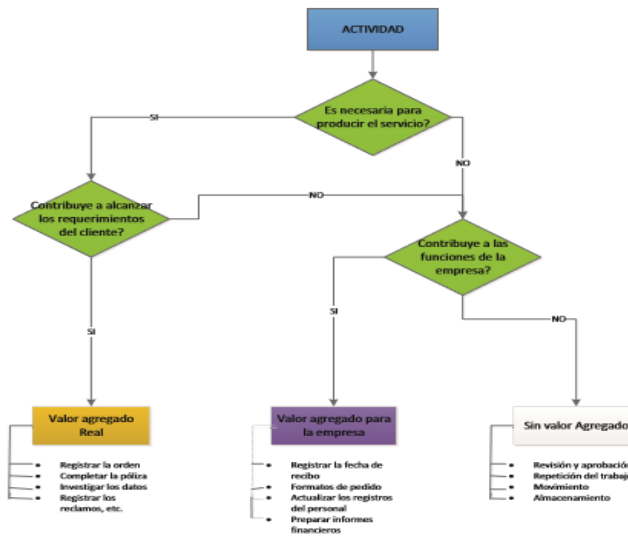 ACTIVIDAD
Es necesaria para
producir el servicio?
SI
NO
Contribuye a alcanzar
los requerimientos
del cliente?
NO
Contribuye a las
funciones de la
empresa?
SI
SI
NO
Valor agregado
Real
Valor agregado para
la empresa
Sin valor Agregado
Registrar la orden
Completar la póliza
Investigar los datos
Registrar los
reclamos, etc.
Registrar la fecha de
recibo
Formatos de pedido
Actualizar los registros
del personal
Preparar informes
financieros
Revisión y aprobación
Repetición del trabajo
Movimiento
Almacenamiento